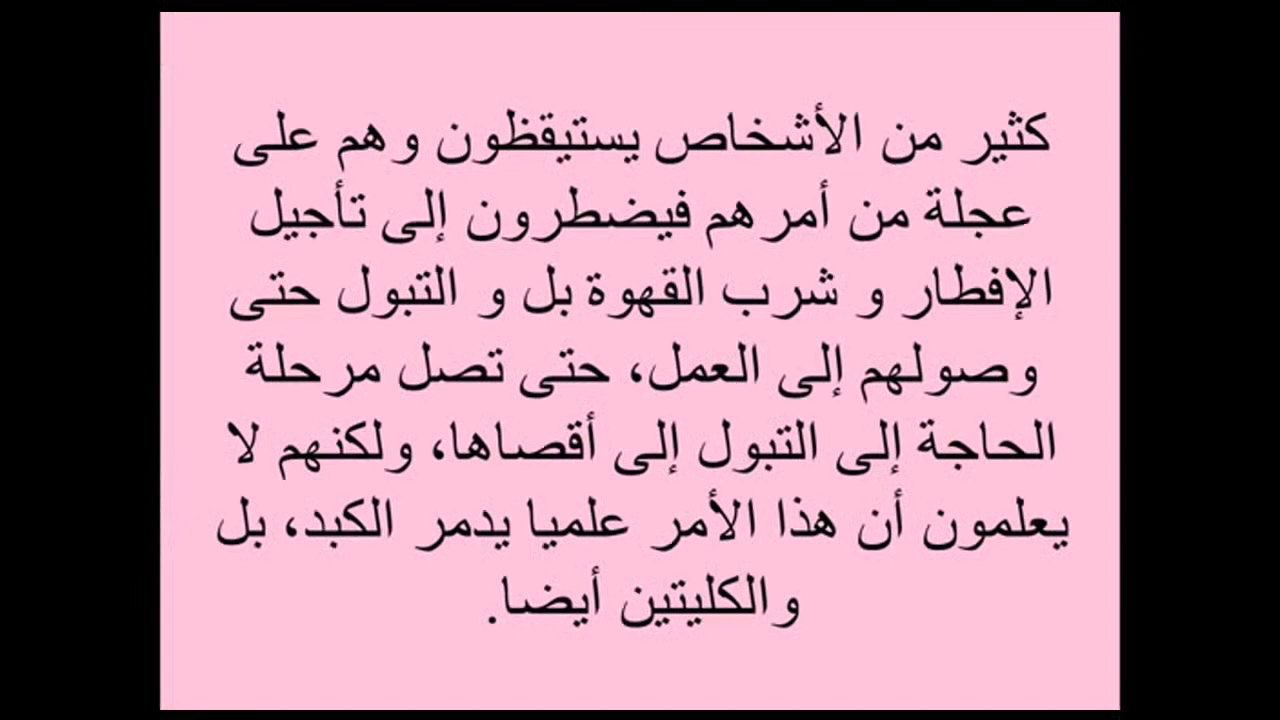 كثير من الأشخاص يستيقظون وهم على
عجلة من أمرهم فيضطرون إلى تأجيل
الإفطار و شرب القهوة بل و التبول حتى
وصولهم إلى العمل، حتى تصل مرحلة
الحاجة إلى التبول إلى أقصاها، ولكنهم لا
يعلمون أن هذا الأمر علميا يدمر الكبد، بل
والكليتين أيضا.